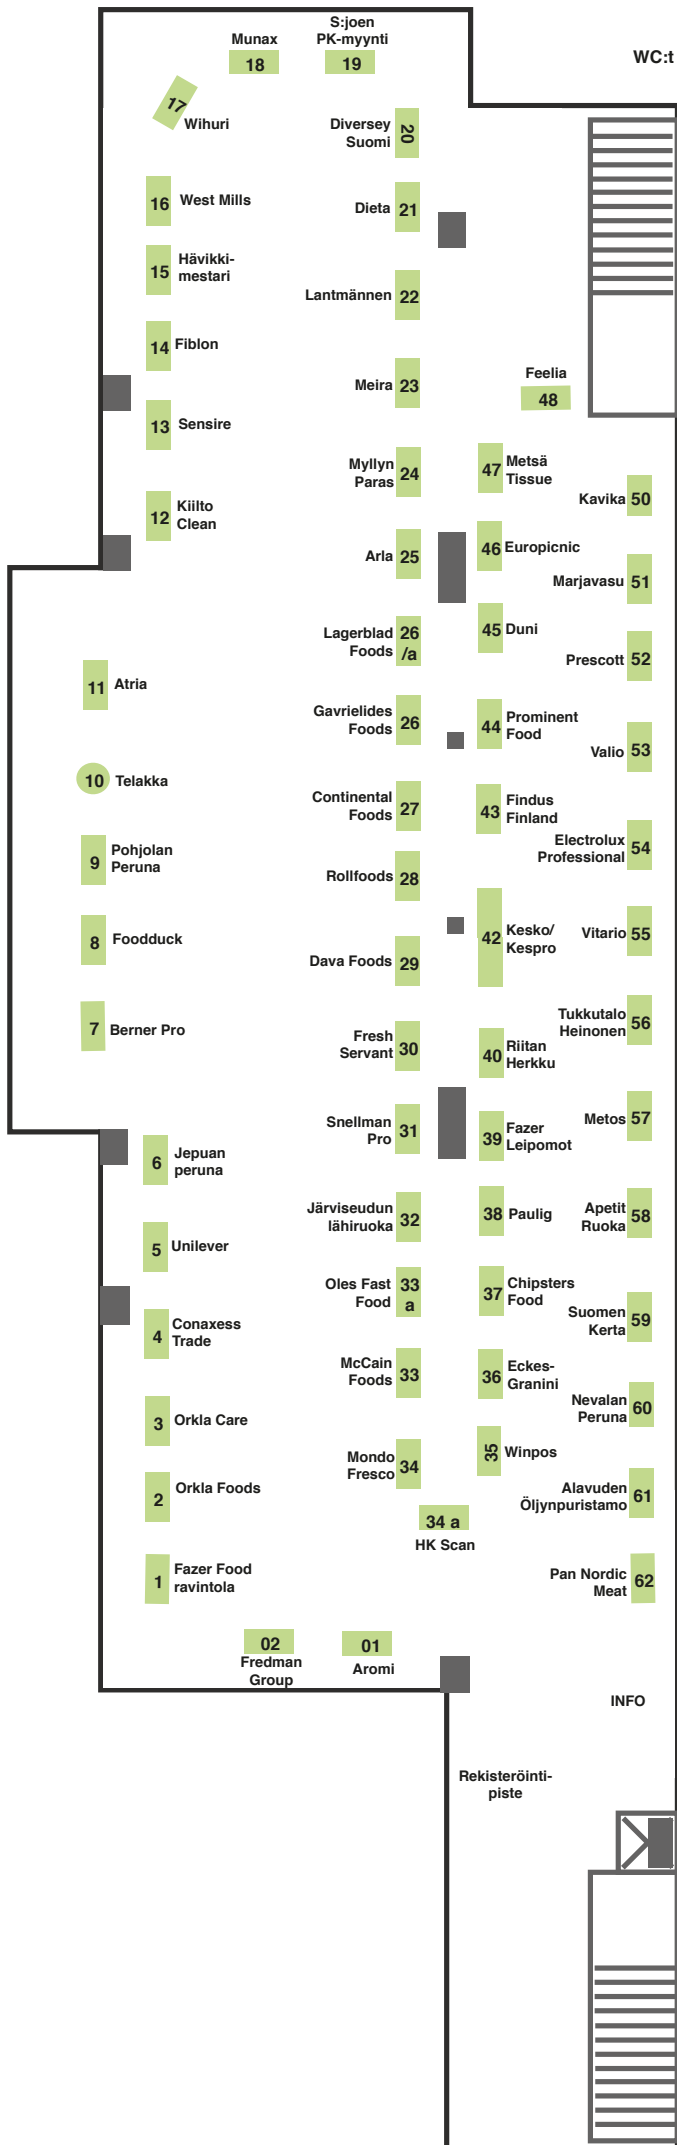 S:joen
PK-myynti
19
Munax
18
WC:t
17
Wihuri
Diversey
Suomi
20
16
West Mills
Dieta
21
15
Hävikki-
mestari
Lantmännen
22
14
Fiblon
Meira
23
Feelia
48
13
Sensire
Myllyn
Paras
24
47
Metsä
Tissue
Kavika
50
12
Kiilto
Clean
Arla
25
46
Europicnic
Marjavasu
51
Lagerblad
Foods
26
/a
45
Duni
Prescott
52
11
Atria
Gavrielides
Foods
26
44
Prominent
Food
Valio
53
10
Telakka
Continental
Foods
27
43
Findus
Finland
Electrolux
Professional
54
9
Pohjolan
Peruna
Rollfoods
28
8
Foodduck
Dava Foods
29
42
Kesko/
Kespro
Vitario
55
7
Berner Pro
Fresh
Servant
30
40
Riitan
Herkku
Tukkutalo
Heinonen
56
Snellman
Pro
31
39
Fazer
Leipomot
Metos
57
6
Jepuan
peruna
Järviseudun
lähiruoka
32
38
Paulig
Apetit
Ruoka
58
5
Unilever
Oles Fast
Food
33
a
37
Chipsters
Food
Suomen
Kerta
59
4
Conaxess
Trade
McCain
Foods
33
36
Eckes-
Granini
Nevalan
Peruna
60
3
Orkla Care
Mondo
Fresco
34
35
Winpos
Alavuden
Öljynpuristamo
61
2
Orkla Foods
34 a
HK Scan
1
Fazer Food
ravintola
Pan Nordic
Meat
62
02
Fredman
Group
01
Aromi
INFO
Rekisteröinti-
piste